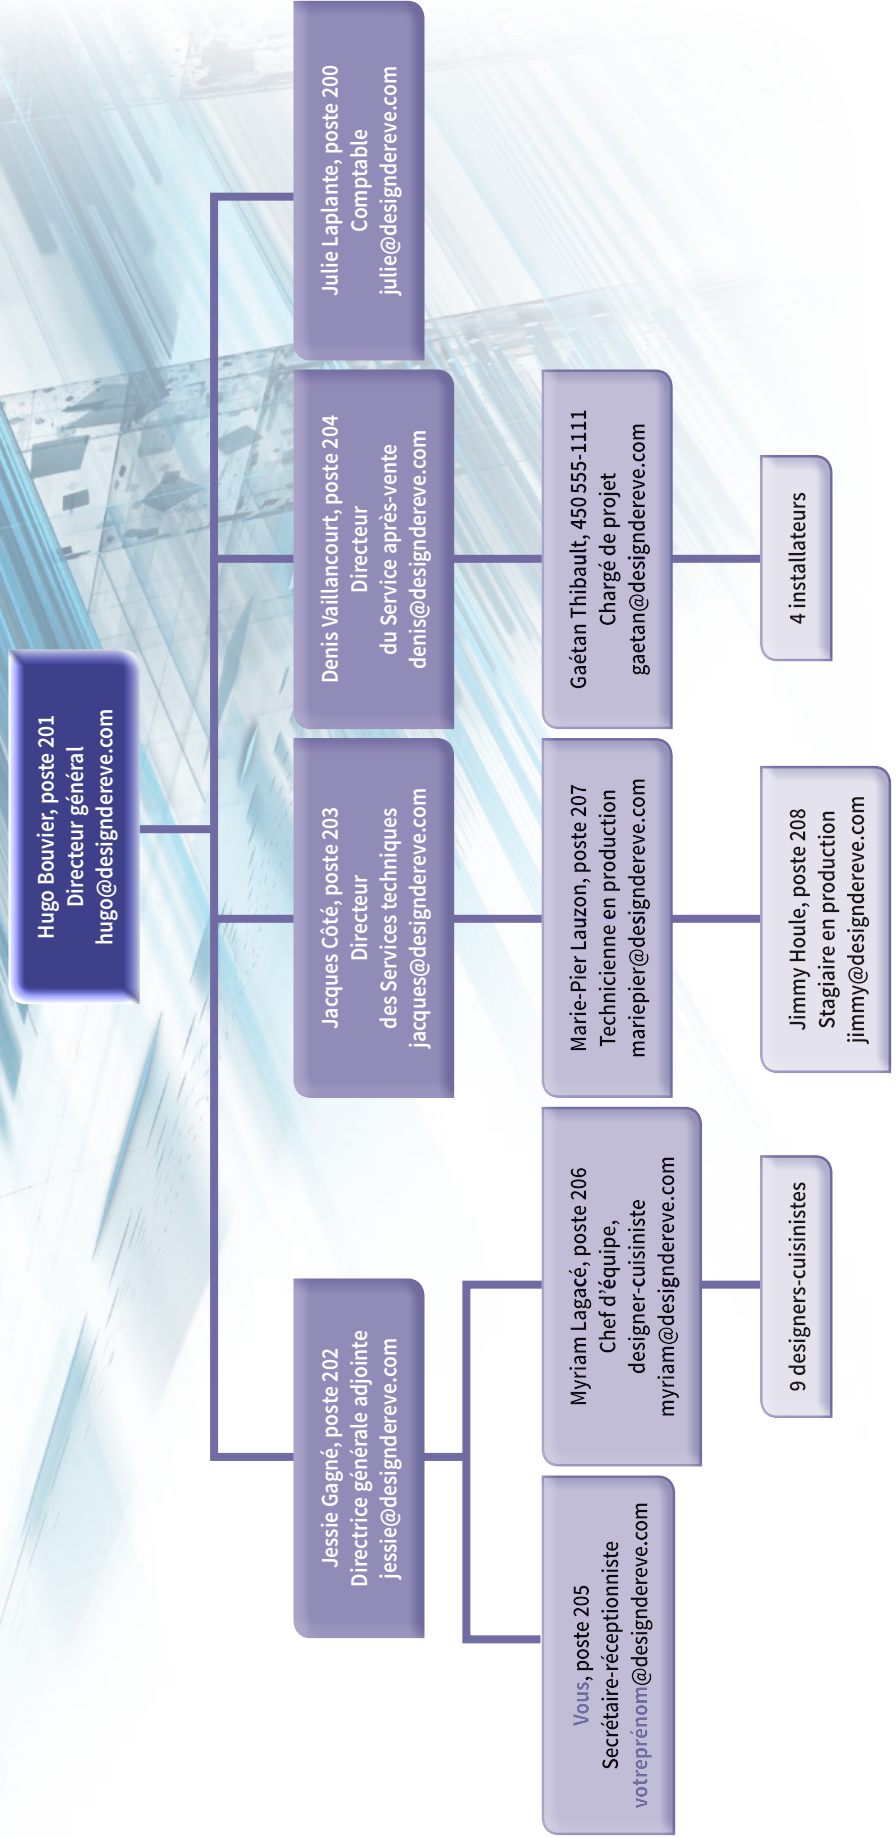 Hugo Bouvier, poste 201
Directeur général
hugo@designdereve.com
Jessie Gagné, poste 202
Directrice générale adjointe
jessie@designdereve.com
Jacques Côté, poste 203
Directeur
des Services techniques
jacques@designdereve.com
Denis Vaillancourt, poste 204
Directeur
du Service après-vente
denis@designdereve.com
Julie Laplante, poste 200
Comptable
julie@designdereve.com
Vous, poste 205
Secrétaire-réceptionniste
votreprénom@designdereve.com
Myriam Lagacé, poste 206
Chef d'équipe,
designer-cuisiniste
myriam@designdereve.com
Marie-Pier Lauzon, poste 207
Technicienne en production
mariepier@designdereve.com
Gaétan Thibault, 450 555-1111
Chargé de projet
gaetan@designdereve.com
9 designers-cuisinistes
Jimmy Houle, poste 208
Stagiaire en production
jimmy@designdereve.com
4 installateurs